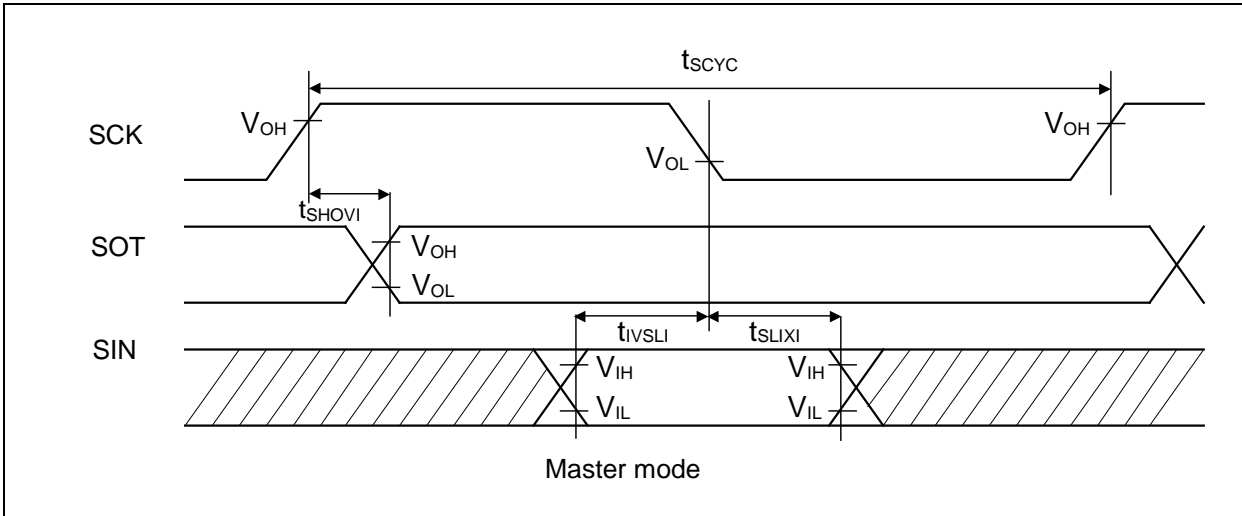 tSCYC
SCK
VOH
VOL
VOH
tSHOVI
SOT
VOH
VOL
tIVSLI
tSLIXI
SIN
VIH
VIH
VIL
VIL
Master mode